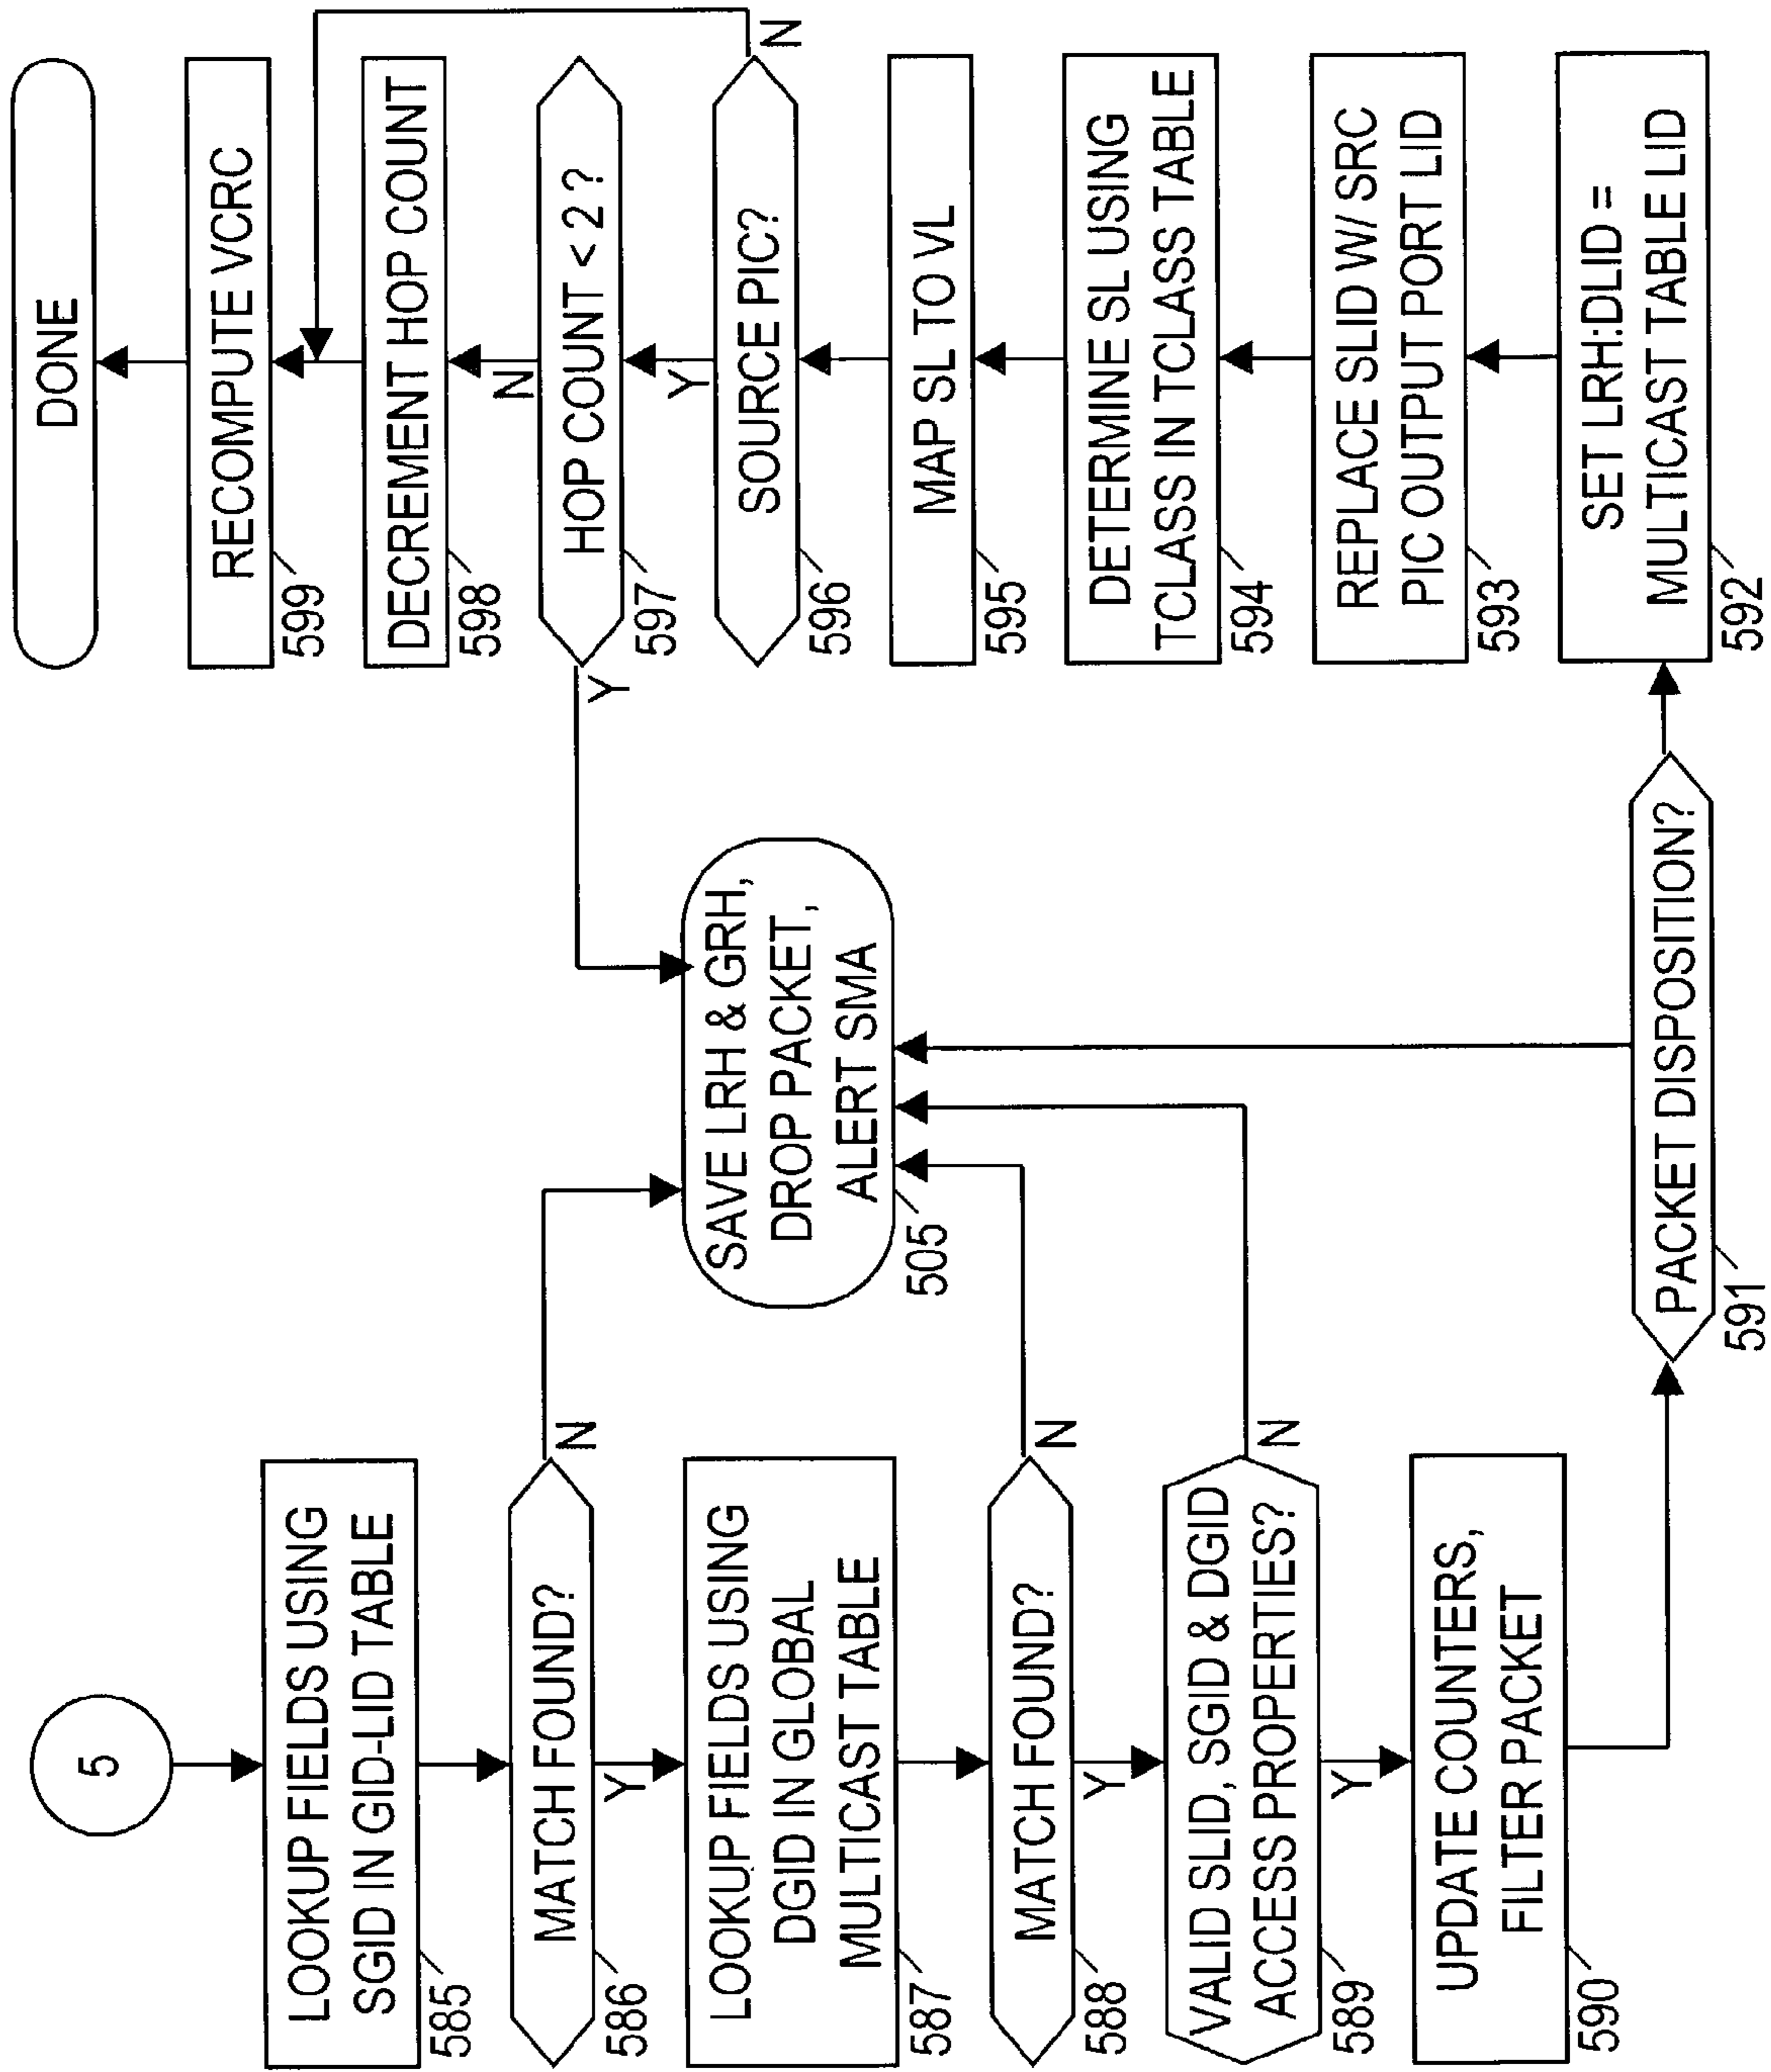 5
LOOKUP FIELDS USING
SGID IN GID-LID TABLE
585
MATCH FOUND?
586
N
Y
LOOKUP FIELDS USING
DGID IN GLOBAL
MULTICAST TABLE
587
MATCH FOUND?
588
N
Y
VALID SLID, SGID & DGID
ACCESS PROPERTIES?
589
N
Y
UPDATE COUNTERS,
FILTER PACKET
590
SAVE LRH & GRH,
DROP PACKET,
ALERT SMA
505
PACKET DISPOSITION?
591
SET LRH:DLID =
MULTICAST TABLE LID
592
REPLACE SLID W/ SRC
PIC OUTPUT PORT LID
593
DETERMINE SL USING
TCLASS IN TCLASS TABLE
594
MAP SL TO VL
595
SOURCE PIC?
596
N
Y
HOP COUNT < 2 ?
597
Y
N
DECREMENT HOP COUNT
598
RECOMPUTE VCRC
599
DONE